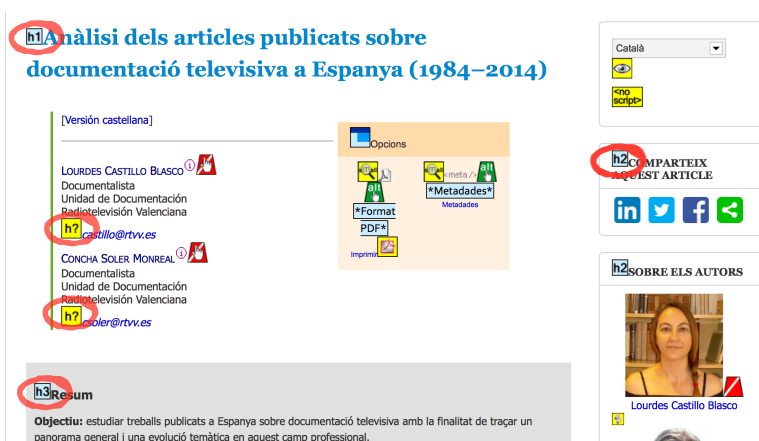 h1 Anàlisi dels articles publicats sobre
documentació televisiva a Espanya (1984–2014)
[Versión castellana]
LOURDES CASTILLO BLASCO
Documentalista
Unidad de Documentación
Radiotelevisión Valenciana
h? castillo@rtvv.es
CONCHA SOLER MONREAL
Documentalista
Unidad de Documentación
Radiotelevisión Valenciana
h? csoler@rtvv.es
Opcions
alt
*Format
PDF*
Imprimir
<meta/> alt
*Metadades*
Metadades
h3 Resum
Objectiu: estudiar treballs publicats a Espanya sobre documentació televisiva amb la finalitat de traçar un
panorama general i una evolució temàtica en aquest camp professional.
Català
<no
script>
h2 COMPARTEIX
AQUEST ARTICLE
in
h2 SOBRE ELS AUTORS
Lourdes Castillo Blasco